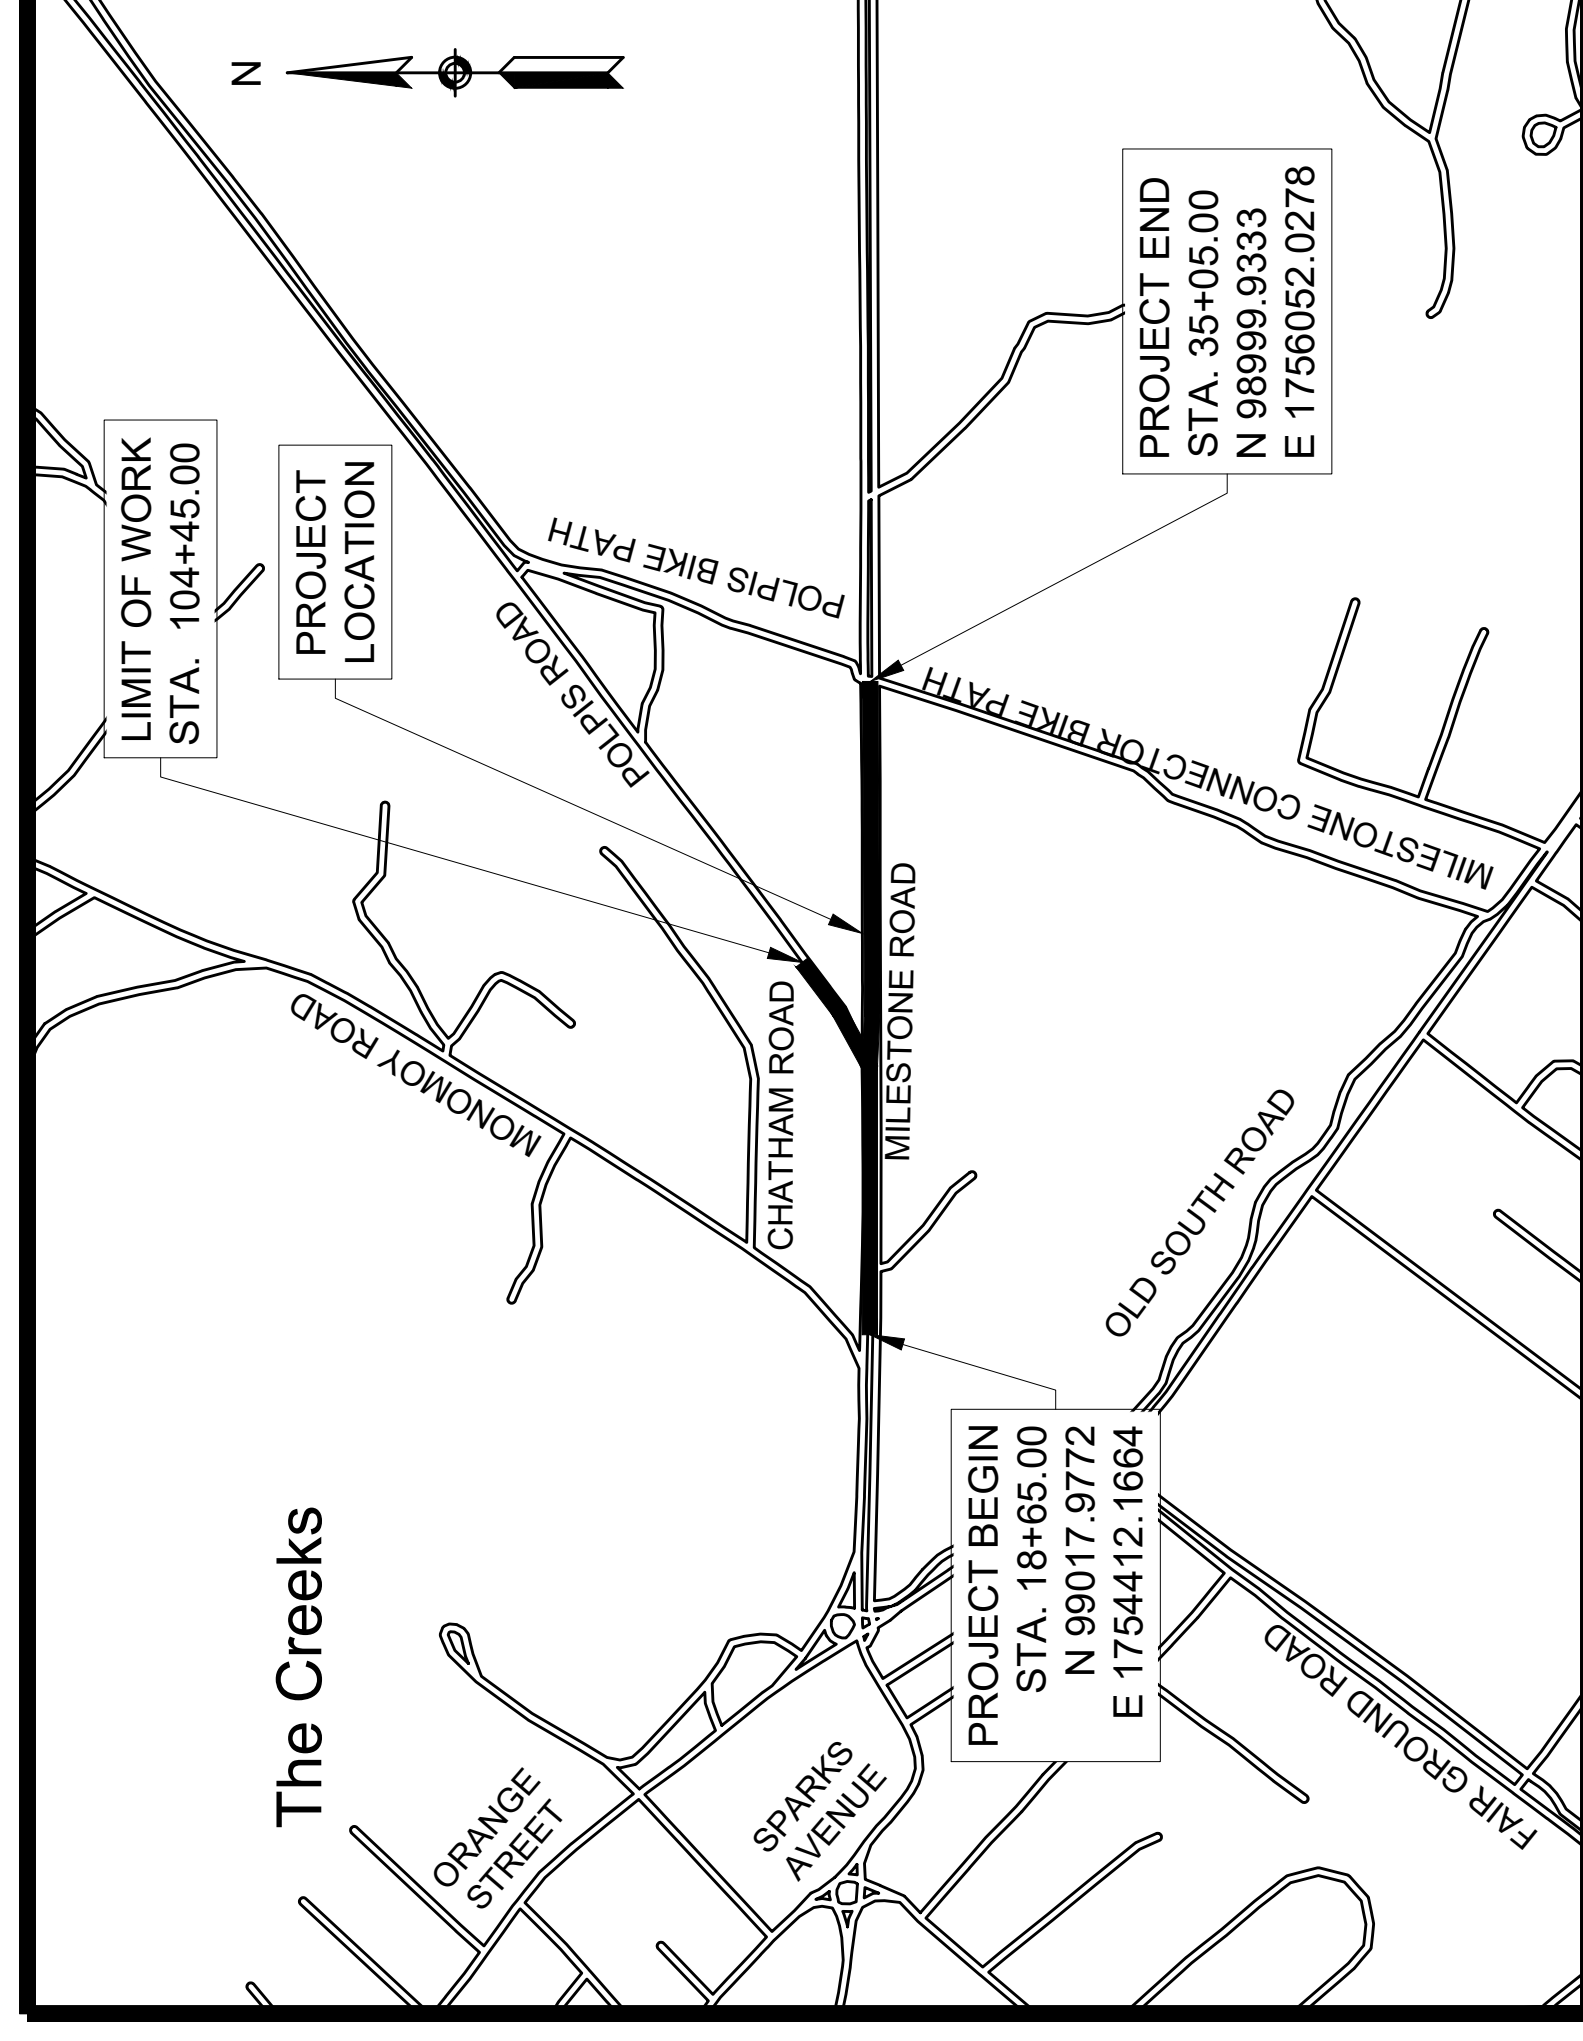 N
LIMIT OF WORK
STA. 104+45.00
PROJECT
LOCATION
The Creeks
POLPIS ROAD
POLPIS BIKE PATH
MONOMOY ROAD
CHATHAM ROAD
MILESTONE ROAD
ORANGE
STREET
SPARKS
AVENUE
PROJECT BEGIN
STA. 18+65.00
N 99017.9772
E 1754412.1664
PROJECT END
STA. 35+05.00
N 98999.9333
E 1756052.0278
MILESTONE CONNECTOR BIKE PATH
OLD SOUTH ROAD
FAIR GROUND ROAD